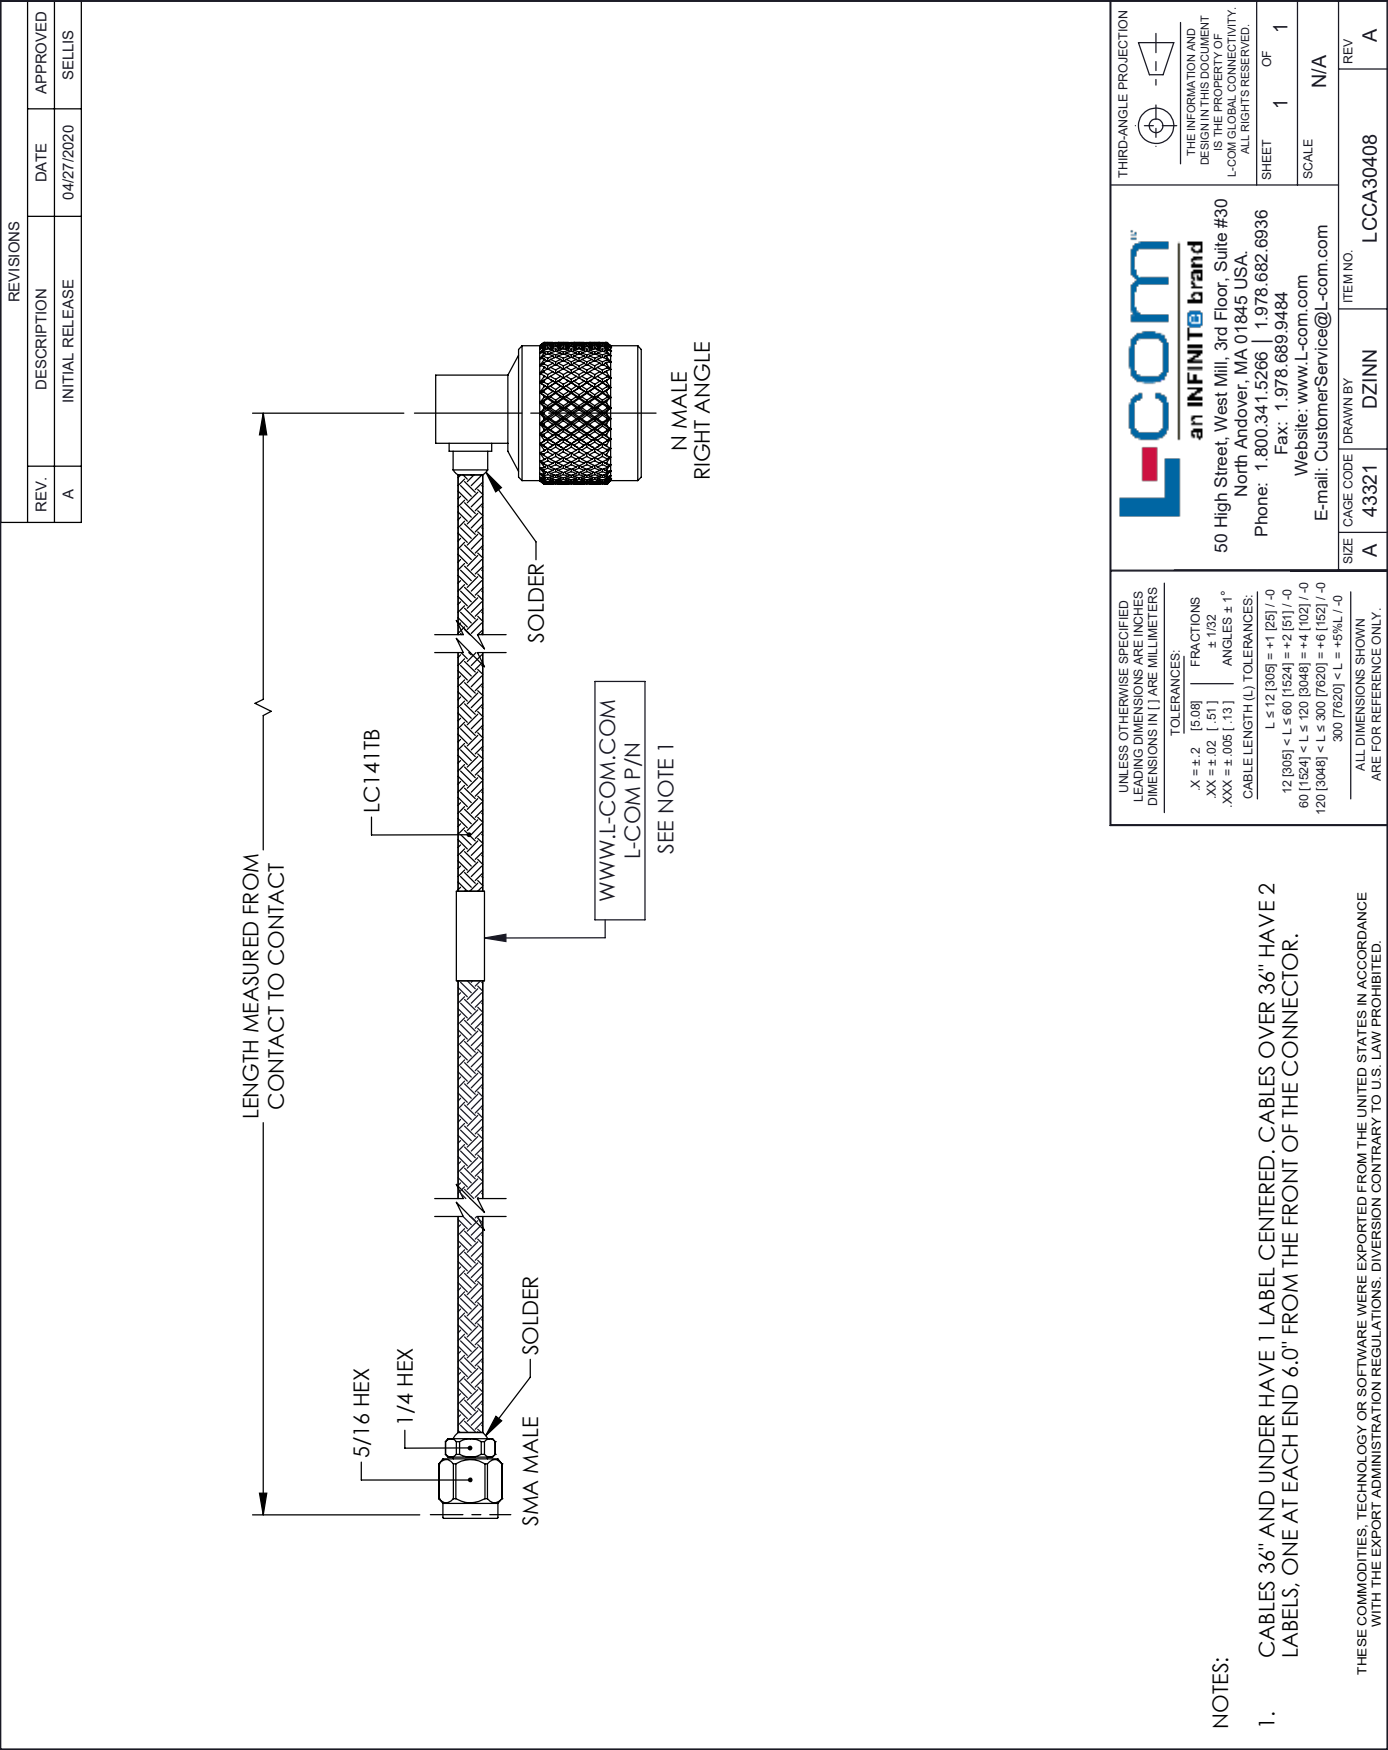 REVISIONS
REV. DESCRIPTION DATE APPROVED
A INITIAL RELEASE 04/27/2020 SELLIS
LENGTH MEASURED FROM
CONTACT TO CONTACT
5/16 HEX
1/4 HEX
LC141TB
SMA MALE
SOLDER
SOLDER
WWW.L-COM.COM
L-COM P/N
SEE NOTE 1
N MALE
RIGHT ANGLE
NOTES:
1. CABLES 36" AND UNDER HAVE 1 LABEL CENTERED. CABLES OVER 36" HAVE 2
LABELS, ONE AT EACH END 6.0" FROM THE FRONT OF THE CONNECTOR.
THESE COMMODITIES, TECHNOLOGY OR SOFTWARE WERE EXPORTED FROM THE UNITED STATES IN ACCORDANCE
WITH THE EXPORT ADMINISTRATION REGULATIONS. DIVERSION CONTRARY TO U.S. LAW PROHIBITED.
UNLESS OTHERWISE SPECIFIED
LEADING DIMENSIONS ARE INCHES
DIMENSIONS IN [ ] ARE MILLIMETERS
TOLERANCES:
.X = ±.2 [5.08] FRACTIONS
.XX = ±.02 [ .51] ± 1/32
.XXX = ±.005 [ .13 ] ANGLES ± 1°
CABLE LENGTH (L) TOLERANCES:
L ≤ 12 [305] = +1 [25] / -0
12 [305] < L ≤ 60 [1524] = +2 [51] / -0
60 [1524] < L ≤ 120 [3048] = +4 [102] / -0
120 [3048] < L ≤ 300 [7620] = +6 [152] / -0
300 [7620] < L = +5%L / -0
ALL DIMENSIONS SHOWN
ARE FOR REFERENCE ONLY.
L-com
an INFINIT@ brand
50 High Street, West Mill, 3rd Floor, Suite #30
North Andover, MA 01845 USA.
Phone: 1.800.341.5266 | 1.978.682.6936
Fax: 1.978.689.9484
Website: www.L-com.com
E-mail: CustomerService@L-com.com
THIRD-ANGLE PROJECTION
THE INFORMATION AND
DESIGN IN THIS DOCUMENT
IS THE PROPERTY OF
L-COM GLOBAL CONNECTIVITY.
ALL RIGHTS RESERVED.
SHEET 1 OF 1
SCALE N/A
SIZE A
CAGE CODE 43321
DRAWN BY DZINN
ITEM NO. LCCA30408
REV A